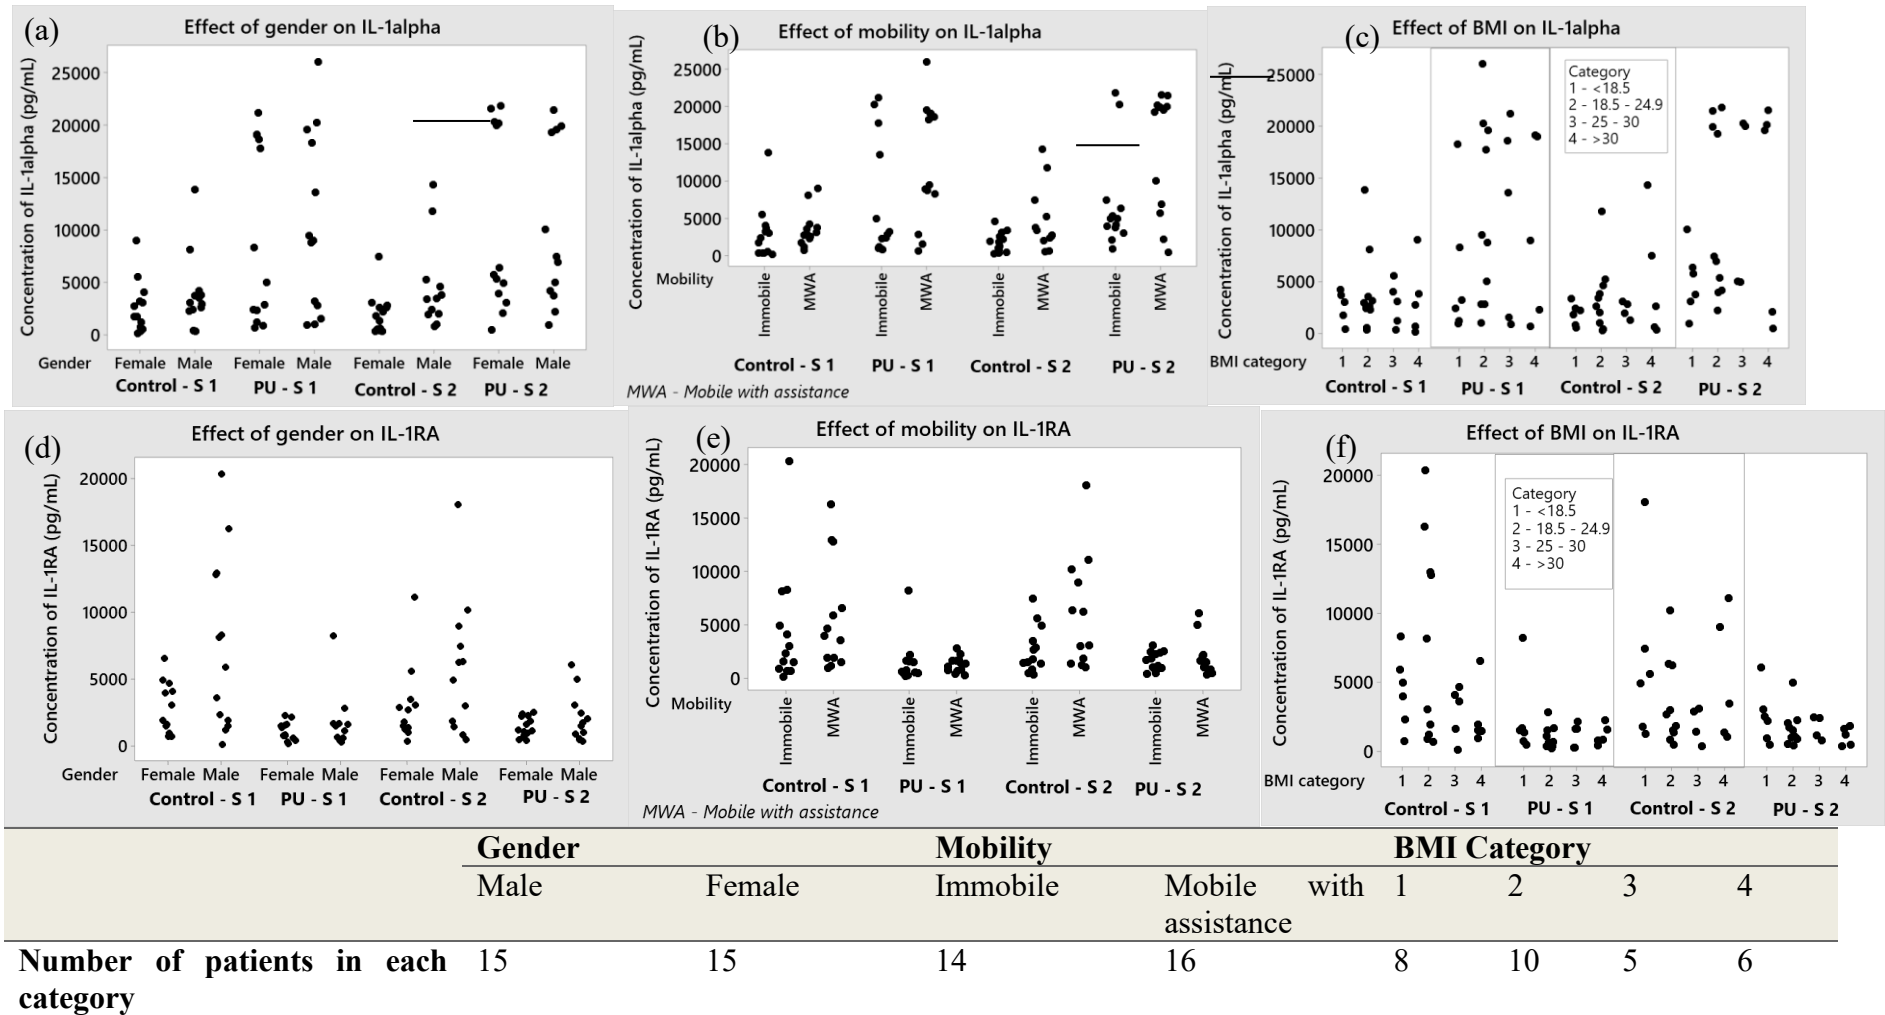 (a)
Effect of gender on IL-1alpha
Concentration of IL-1alpha (pg/mL)
25000
20000
15000
10000
5000
0
Gender Female Male Female Male Female Male Female Male
Control - S 1 PU - S 1 Control - S 2 PU - S 2
(b)
Effect of mobility on IL-1alpha
Concentration of IL-1alpha (pg/mL)
25000
20000
15000
10000
5000
0
Mobility Immobile MWA Immobile MWA Immobile MWA Immobile MWA
Control - S 1 PU - S 1 Control - S 2 PU - S 2
MWA - Mobile with assistance
(c)
Effect of BMI on IL-1alpha
Concentration of IL-1alpha (pg/mL)
25000
20000
15000
10000
5000
0
Category
1 - <18.5
2 - 18.5 - 24.9
3 - 25 - 30
4 - >30
BMI category 1 2 3 4 1 2 3 4 1 2 3 4 1 2 3 4
Control - S 1 PU - S 1 Control - S 2 PU - S 2
(d)
Effect of gender on IL-1RA
Concentration of IL-1RA (pg/mL)
20000
15000
10000
5000
0
Gender Female Male Female Male Female Male Female Male
Control - S 1 PU - S 1 Control - S 2 PU - S 2
(e)
Effect of mobility on IL-1RA
Concentration of IL-1RA (pg/mL)
20000
15000
10000
5000
0
Mobility Immobile MWA Immobile MWA Immobile MWA Immobile MWA
Control - S 1 PU - S 1 Control - S 2 PU - S 2
MWA - Mobile with assistance
(f)
Effect of BMI on IL-1RA
Concentration of IL-1RA (pg/mL)
20000
15000
10000
5000
0
Category
1 - <18.5
2 - 18.5 - 24.9
3 - 25 - 30
4 - >30
BMI category 1 2 3 4 1 2 3 4 1 2 3 4 1 2 3 4
Control - S 1 PU - S 1 Control - S 2 PU - S 2
Gender Mobility BMI Category
Male Female Immobile Mobile with 1 2 3 4
assistance
Number of patients in each 15 15 14 16 8 10 5 6
category